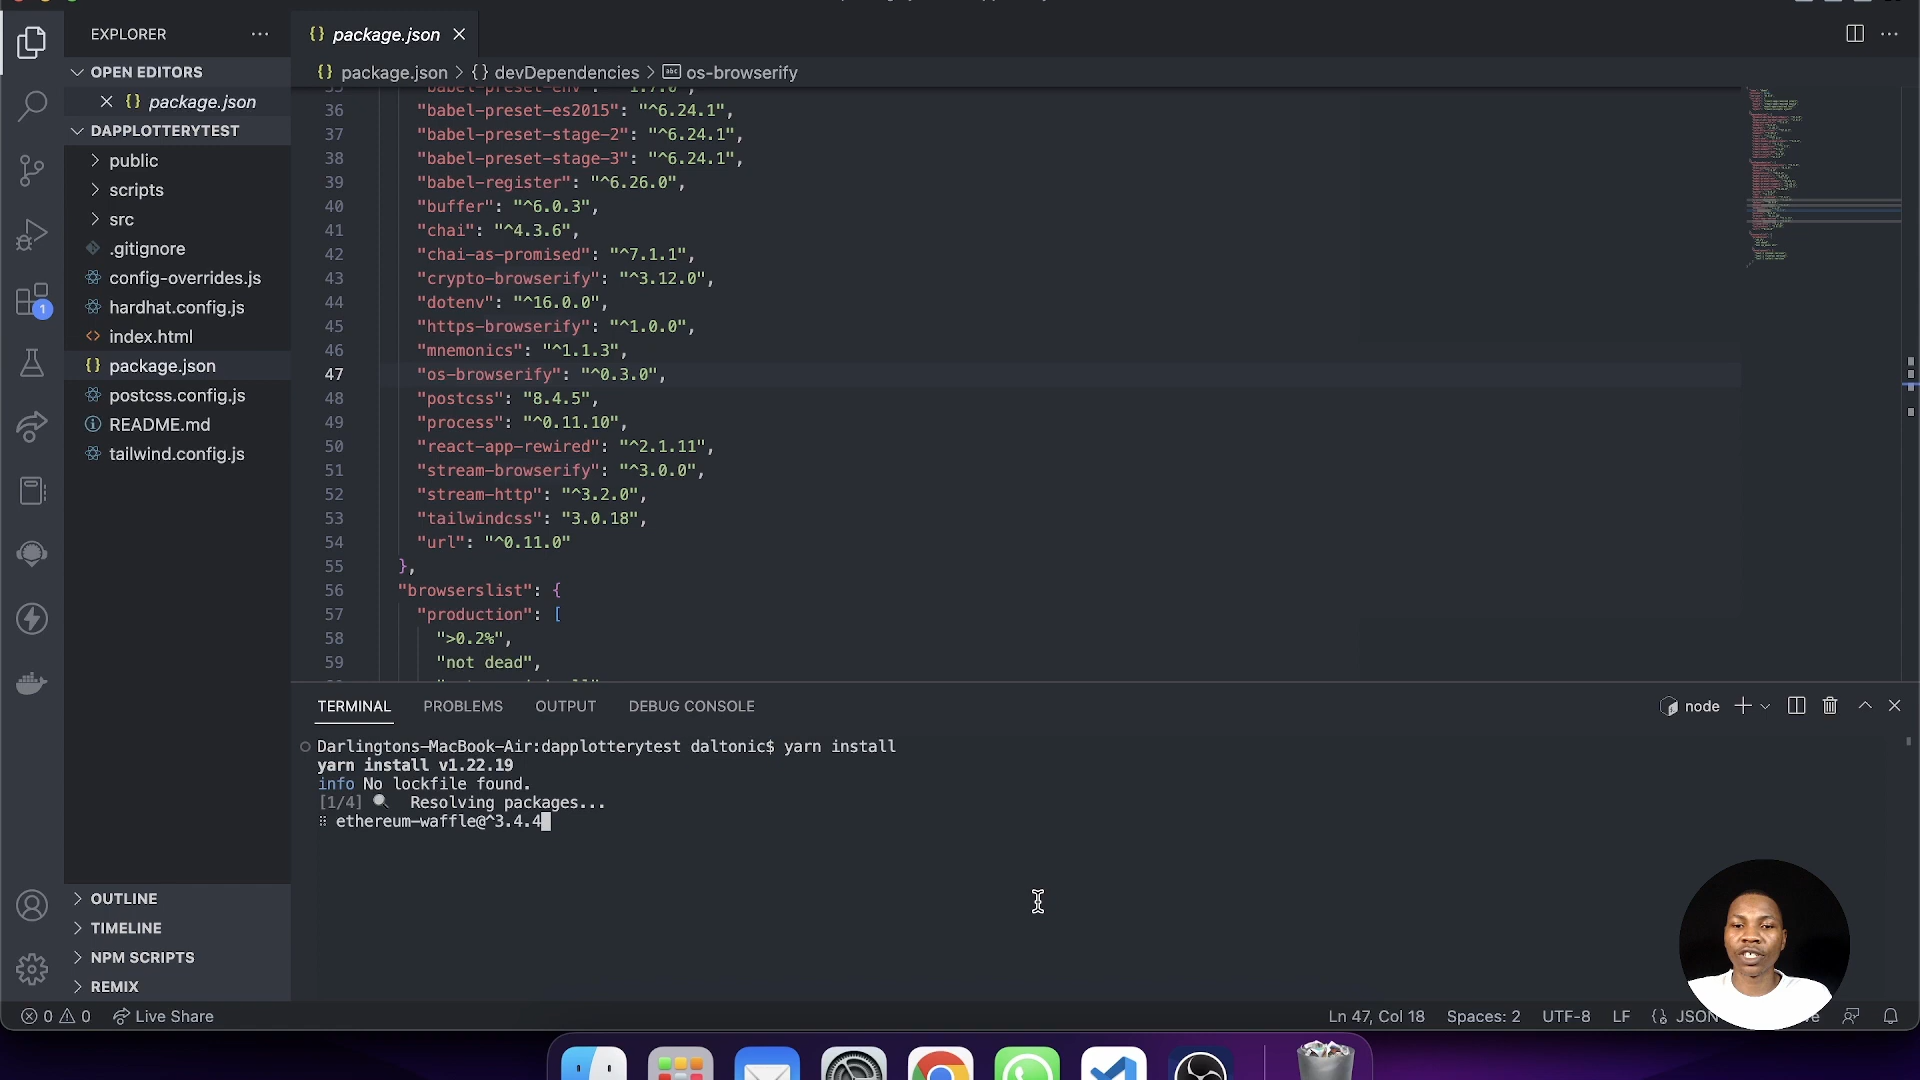 EXPLORER
OPEN EDITORS
package.json
DAPPLOTTERYTEST
public
scripts
src
.gitignore
config-overrides.js
hardhat.config.js
index.html
package.json
postcss.config.js
README.md
tailwind.config.js
OUTLINE
TIMELINE
NPM SCRIPTS
REMIX
1
{} package.json
{} package.json > {} devDependencies > abc os-browserify
36 "babel-preset-es2015": "^6.24.1",
37 "babel-preset-stage-2": "^6.24.1",
38 "babel-preset-stage-3": "^6.24.1",
39 "babel-register": "^6.26.0",
40 "buffer": "^6.0.3",
41 "chai": "^4.3.6",
42 "chai-as-promised": "^7.1.1",
43 "crypto-browserify": "^3.12.0",
44 "dotenv": "^16.0.0",
45 "https-browserify": "^1.0.0",
46 "mnemonics": "^1.1.3",
47 "os-browserify": "^0.3.0",
48 "postcss": "8.4.5",
49 "process": "^0.11.10",
50 "react-app-rewired": "^2.1.11",
51 "stream-browserify": "^3.0.0",
52 "stream-http": "^3.2.0",
53 "tailwindcss": "3.0.18",
54 "url": "^0.11.0"
55 },
56 "browserslist": {
57 "production": [
58 ">0.2%",
59 "not dead",
TERMINAL PROBLEMS OUTPUT DEBUG CONSOLE
node
Darlingtons-MacBook-Air:dapplotterytest daltonic$ yarn install
yarn install v1.22.19
info No lockfile found.
[1/4] 🔍 Resolving packages...
⠿ ethereum-waffle@^3.4.4
0 0 Live Share
Ln 47, Col 18 Spaces: 2 UTF-8 LF {} JSON